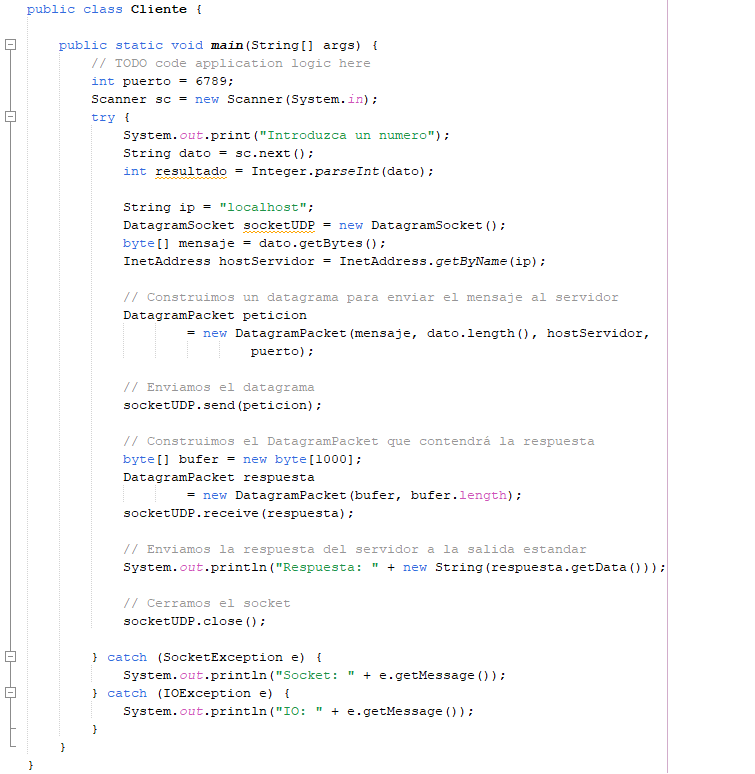 public class Cliente {
public static void main(String[] args) {
// TODO code application logic here
int puerto = 6789;
Scanner sc = new Scanner(System.in);
try {
System.out.print("Introduzca un numero");
String dato = sc.next();
int resultado = Integer.parseInt(dato);
String ip = "localhost";
DatagramSocket socketUDP = new DatagramSocket();
byte[] mensaje = dato.getBytes();
InetAddress hostServidor = InetAddress.getByName(ip);
// Construimos un datagrama para enviar el mensaje al servidor
DatagramPacket peticion
= new DatagramPacket(mensaje, dato.length(), hostServidor,
puerto);
// Enviamos el datagrama
socketUDP.send(peticion);
// Construimos el DatagramPacket que contendrá la respuesta
byte[] bufer = new byte[1000];
DatagramPacket respuesta
= new DatagramPacket(bufer, bufer.length);
socketUDP.receive(respuesta);
// Enviamos la respuesta del servidor a la salida estandar
System.out.println("Respuesta: " + new String(respuesta.getData()));
// Cerramos el socket
socketUDP.close();
} catch (SocketException e) {
System.out.println("Socket: " + e.getMessage());
} catch (IOException e) {
System.out.println("IO: " + e.getMessage());
}
}
}